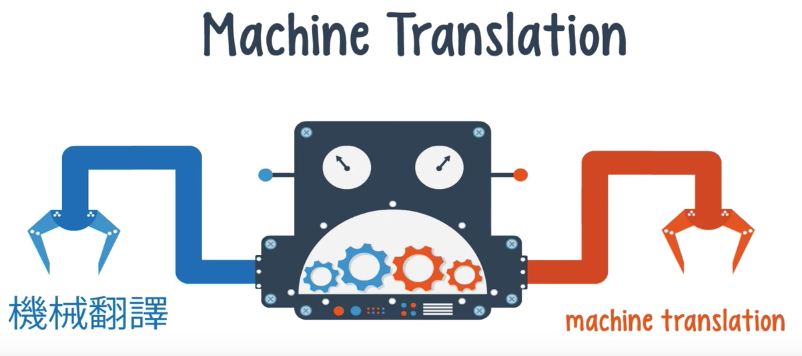 Machine Translation
機械翻譯
machine translation